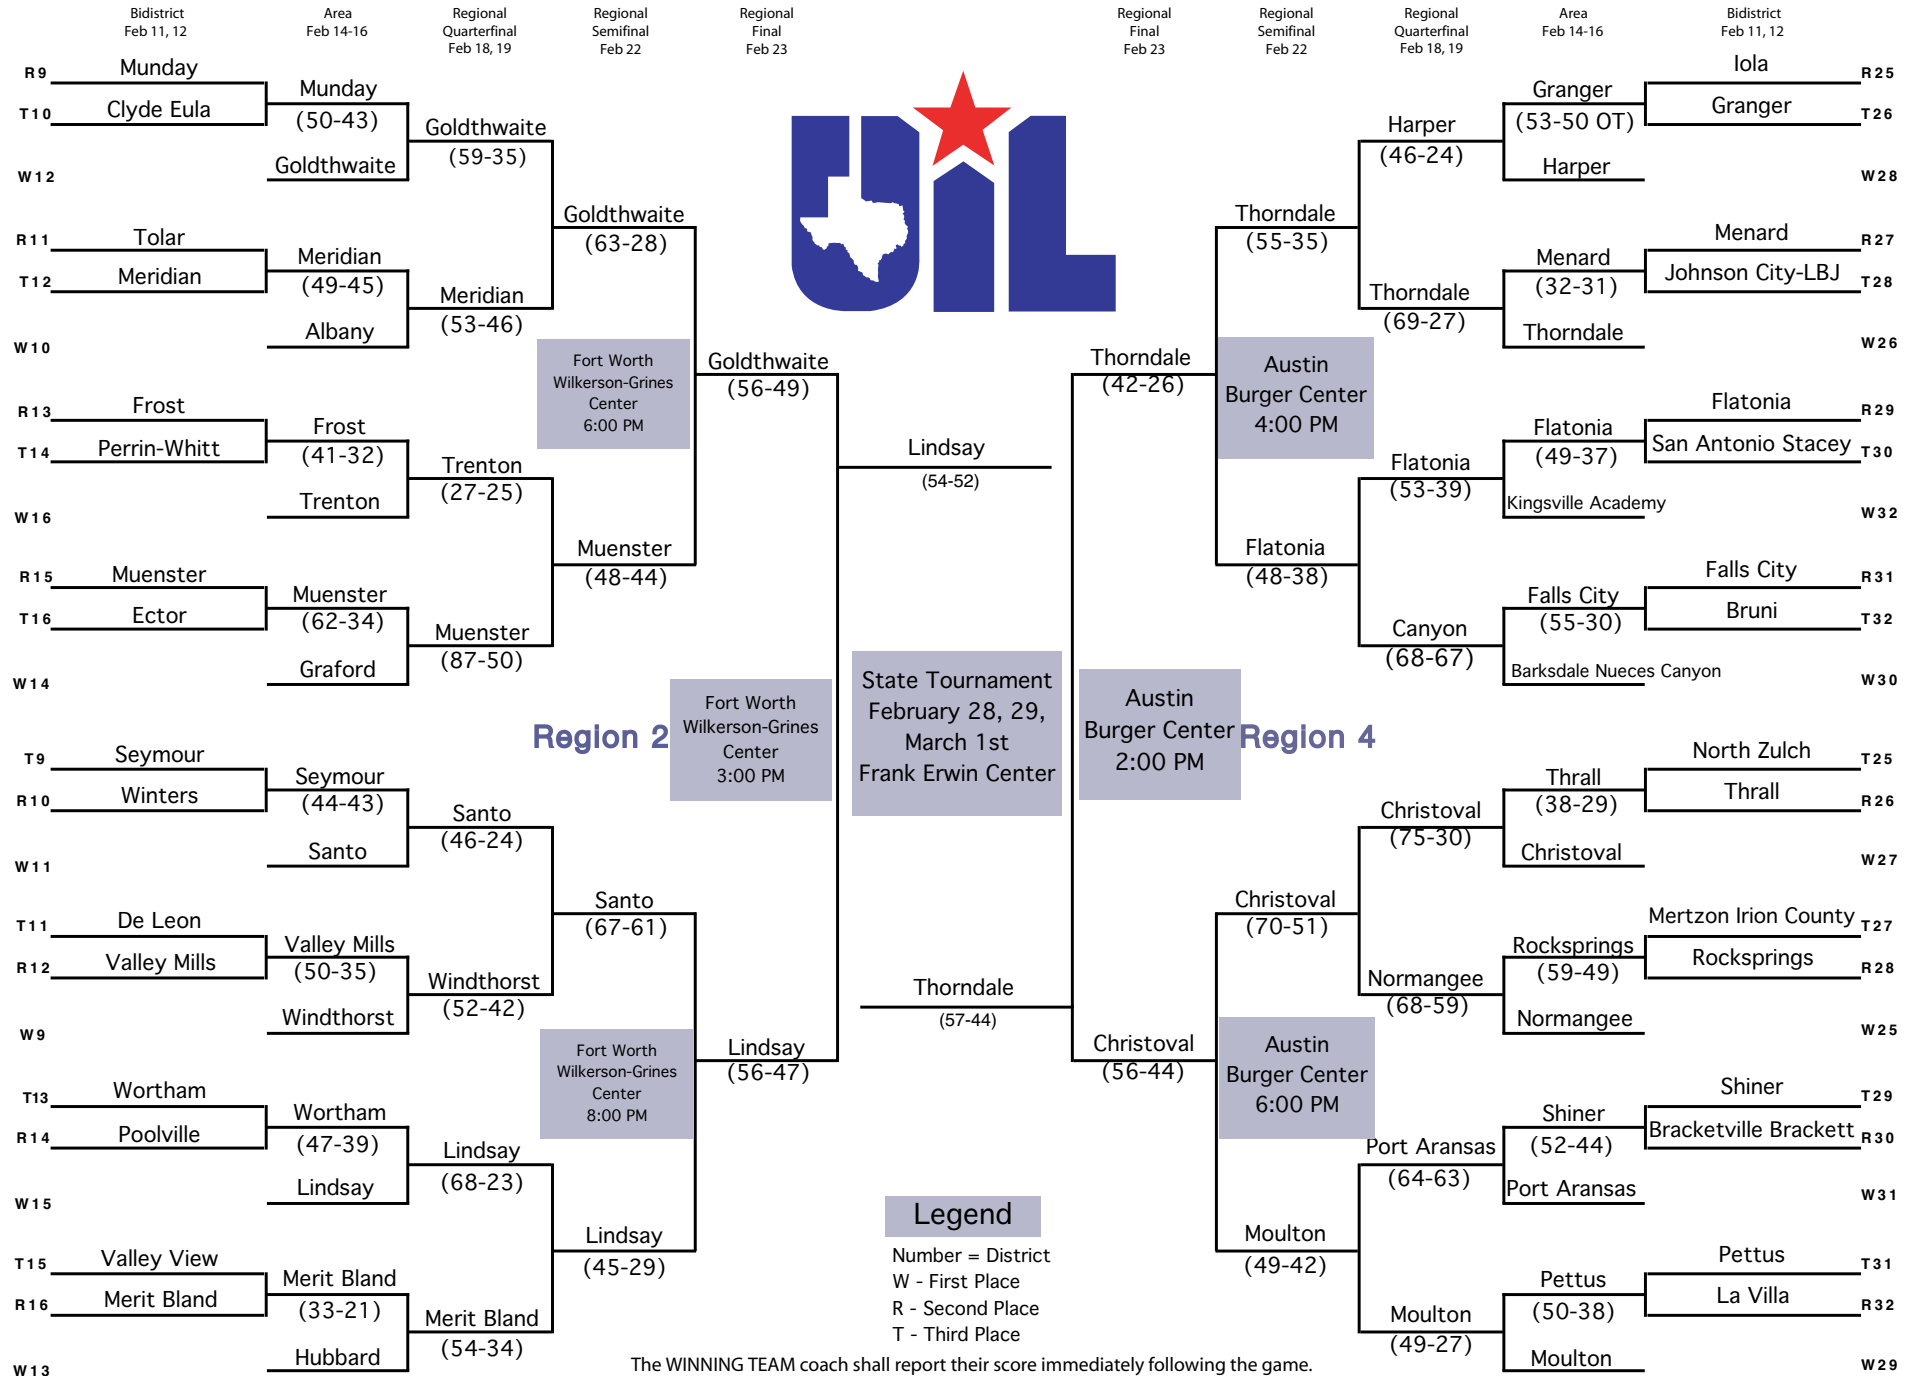 Bidistrict
Feb 11, 12
Area
Feb 14-16
Regional
Quarterfinal
Feb 18, 19
Regional
Semifinal
Feb 22
Regional
Final
Feb 23
Regional
Final
Feb 23
Regional
Semifinal
Feb 22
Regional
Quarterfinal
Feb 18, 19
Area
Feb 14-16
Bidistrict
Feb 11, 12
UIL
R9
Munday
T10
Clyde Eula
W12
R11
Tolar
T12
Meridian
W10
R13
Frost
T14
Perrin-Whitt
W16
R15
Muenster
T16
Ector
W14
T9
Seymour
R10
Winters
W11
T11
De Leon
R12
Valley Mills
W9
T13
Wortham
R14
Poolville
W15
T15
Valley View
R16
Merit Bland
W13
Munday
(50-43)
Goldthwaite
Meridian
(49-45)
Albany
Frost
(41-32)
Trenton
Muenster
(62-34)
Graford
Seymour
(44-43)
Santo
Valley Mills
(50-35)
Windthorst
Wortham
(47-39)
Lindsay
Merit Bland
(33-21)
Hubbard
Goldthwaite
(59-35)
Meridian
(53-46)
Trenton
(27-25)
Muenster
(87-50)
Santo
(46-24)
Windthorst
(52-42)
Lindsay
(68-23)
Merit Bland
(54-34)
Goldthwaite
(63-28)
Fort Worth
Wilkerson-Grines
Center
6:00 PM
Muenster
(48-44)
Region 2
Santo
(67-61)
Fort Worth
Wilkerson-Grines
Center
8:00 PM
Lindsay
(45-29)
Goldthwaite
(56-49)
Fort Worth
Wilkerson-Grines
Center
3:00 PM
Lindsay
(56-47)
Lindsay
(54-52)
State Tournament
February 28, 29,
March 1st
Frank Erwin Center
Thorndale
(57-44)
Legend
Number = District
W - First Place
R - Second Place
T - Third Place
Thorndale
(42-26)
Austin
Burger Center
2:00 PM
Christoval
(56-44)
Thorndale
(55-35)
Austin
Burger Center
4:00 PM
Flatonia
(48-38)
Region 4
Christoval
(70-51)
Austin
Burger Center
6:00 PM
Moulton
(49-42)
Harper
(46-24)
Thorndale
(69-27)
Flatonia
(53-39)
Canyon
(68-67)
Christoval
(75-30)
Normangee
(68-59)
Port Aransas
(64-63)
Moulton
(49-27)
Granger
(53-50 OT)
Harper
Menard
(32-31)
Thorndale
Flatonia
(49-37)
Kingsville Academy
Falls City
(55-30)
Barksdale Nueces Canyon
Thrall
(38-29)
Christoval
Rocksprings
(59-49)
Normangee
Shiner
(52-44)
Port Aransas
Pettus
(50-38)
Moulton
Iola
R25
Granger
T26
W28
Menard
R27
Johnson City-LBJ
T28
W26
Flatonia
R29
San Antonio Stacey
T30
W32
Falls City
R31
Bruni
T32
W30
North Zulch
T25
Thrall
R26
W27
Mertzon Irion County
T27
Rocksprings
R28
W25
Shiner
T29
Bracketville Brackett
R30
W31
Pettus
T31
La Villa
R32
W29
The WINNING TEAM coach shall report their score immediately following the game.